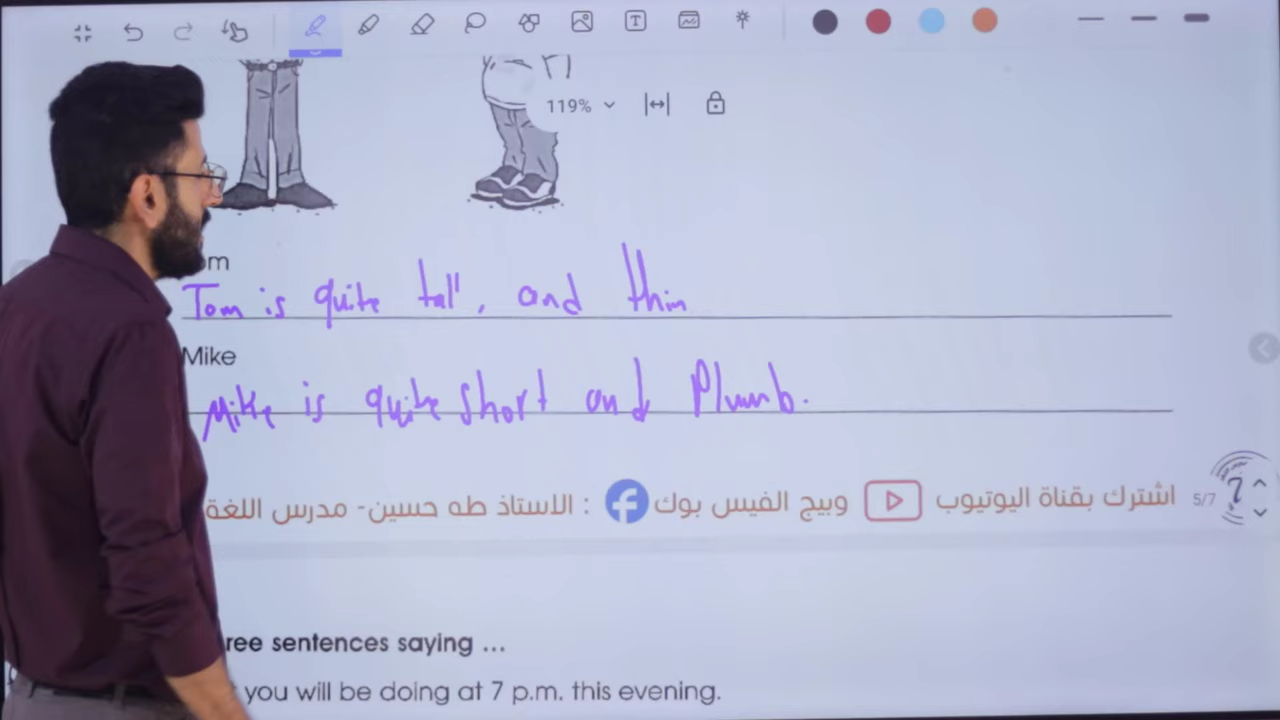 119%
om
Tom is quite tall, and thin
Mike
Mike is quite short and Plumb.
اشترك بقناة اليوتيوب وبيج الفيس بوك : الاستاذ طه حسين- مدرس اللغة
5/7
ree sentences saying ...
you will be doing at 7 p.m. this evening.